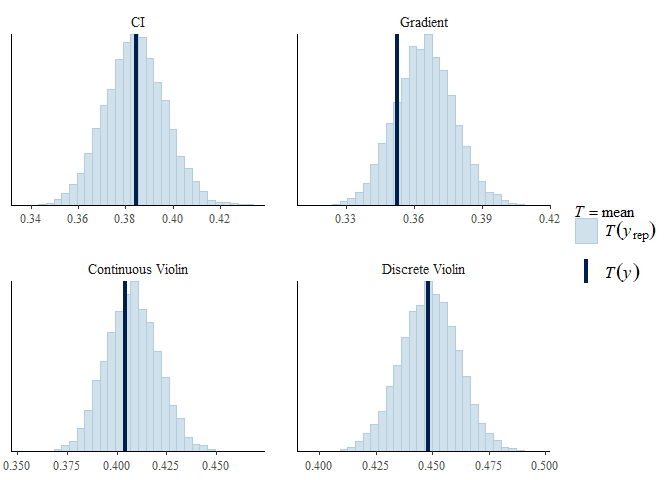 CI
Gradient
0.34 0.36 0.38 0.40 0.42
0.33 0.36 0.39 0.42
T = mean
T(yrep)
T(y)
Continuous Violin
Discrete Violin
0.350 0.375 0.400 0.425 0.450
0.400 0.425 0.450 0.475 0.500